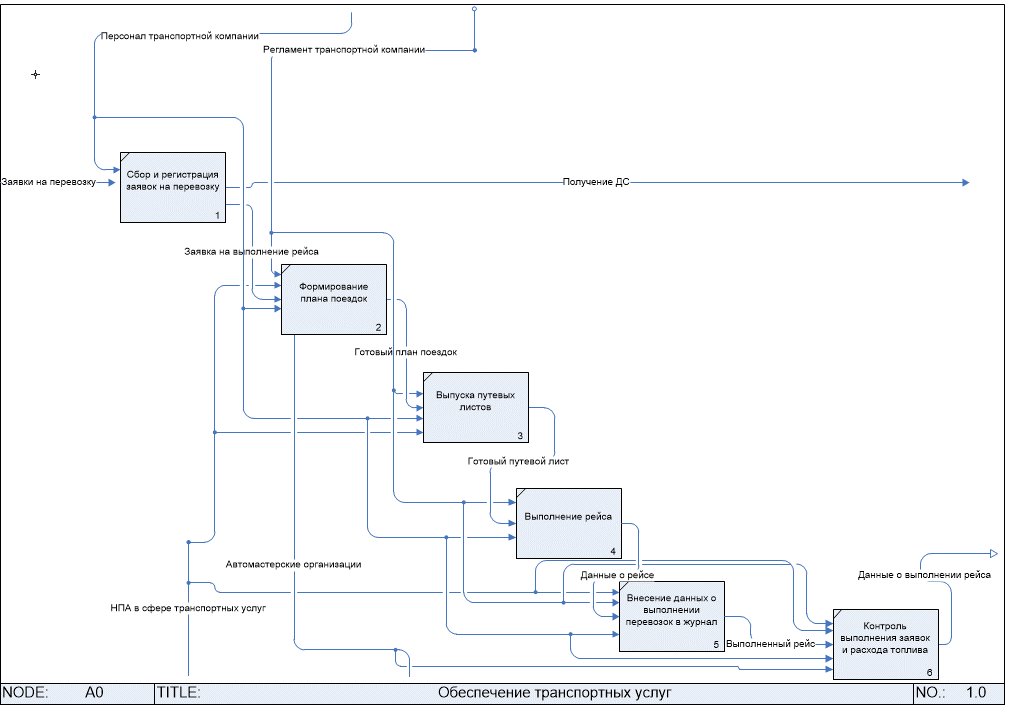 Персонал транспортной компании
Регламент транспортной компании
Сбор и регистрация
заявок на перевозку
1
Заявки на перевозку
Получение ДС
Заявка на выполнение рейса
Формирование
плана поездок
2
Готовый план поездок
Выпуска путевых
листов
3
Готовый путевой лист
Выполнение рейса
4
Автомастерские организации
Данные о рейсе
Данные о выполнении рейса
НПА в сфере транспортных услуг
Внесение данных о
выполнении
перевозок в журнал
5
Выполненный рейс
Контроль
выполнения заявок
и расхода топлива
6
NODE: A0 TITLE: Обеспечение транспортных услуг NO.: 1.0